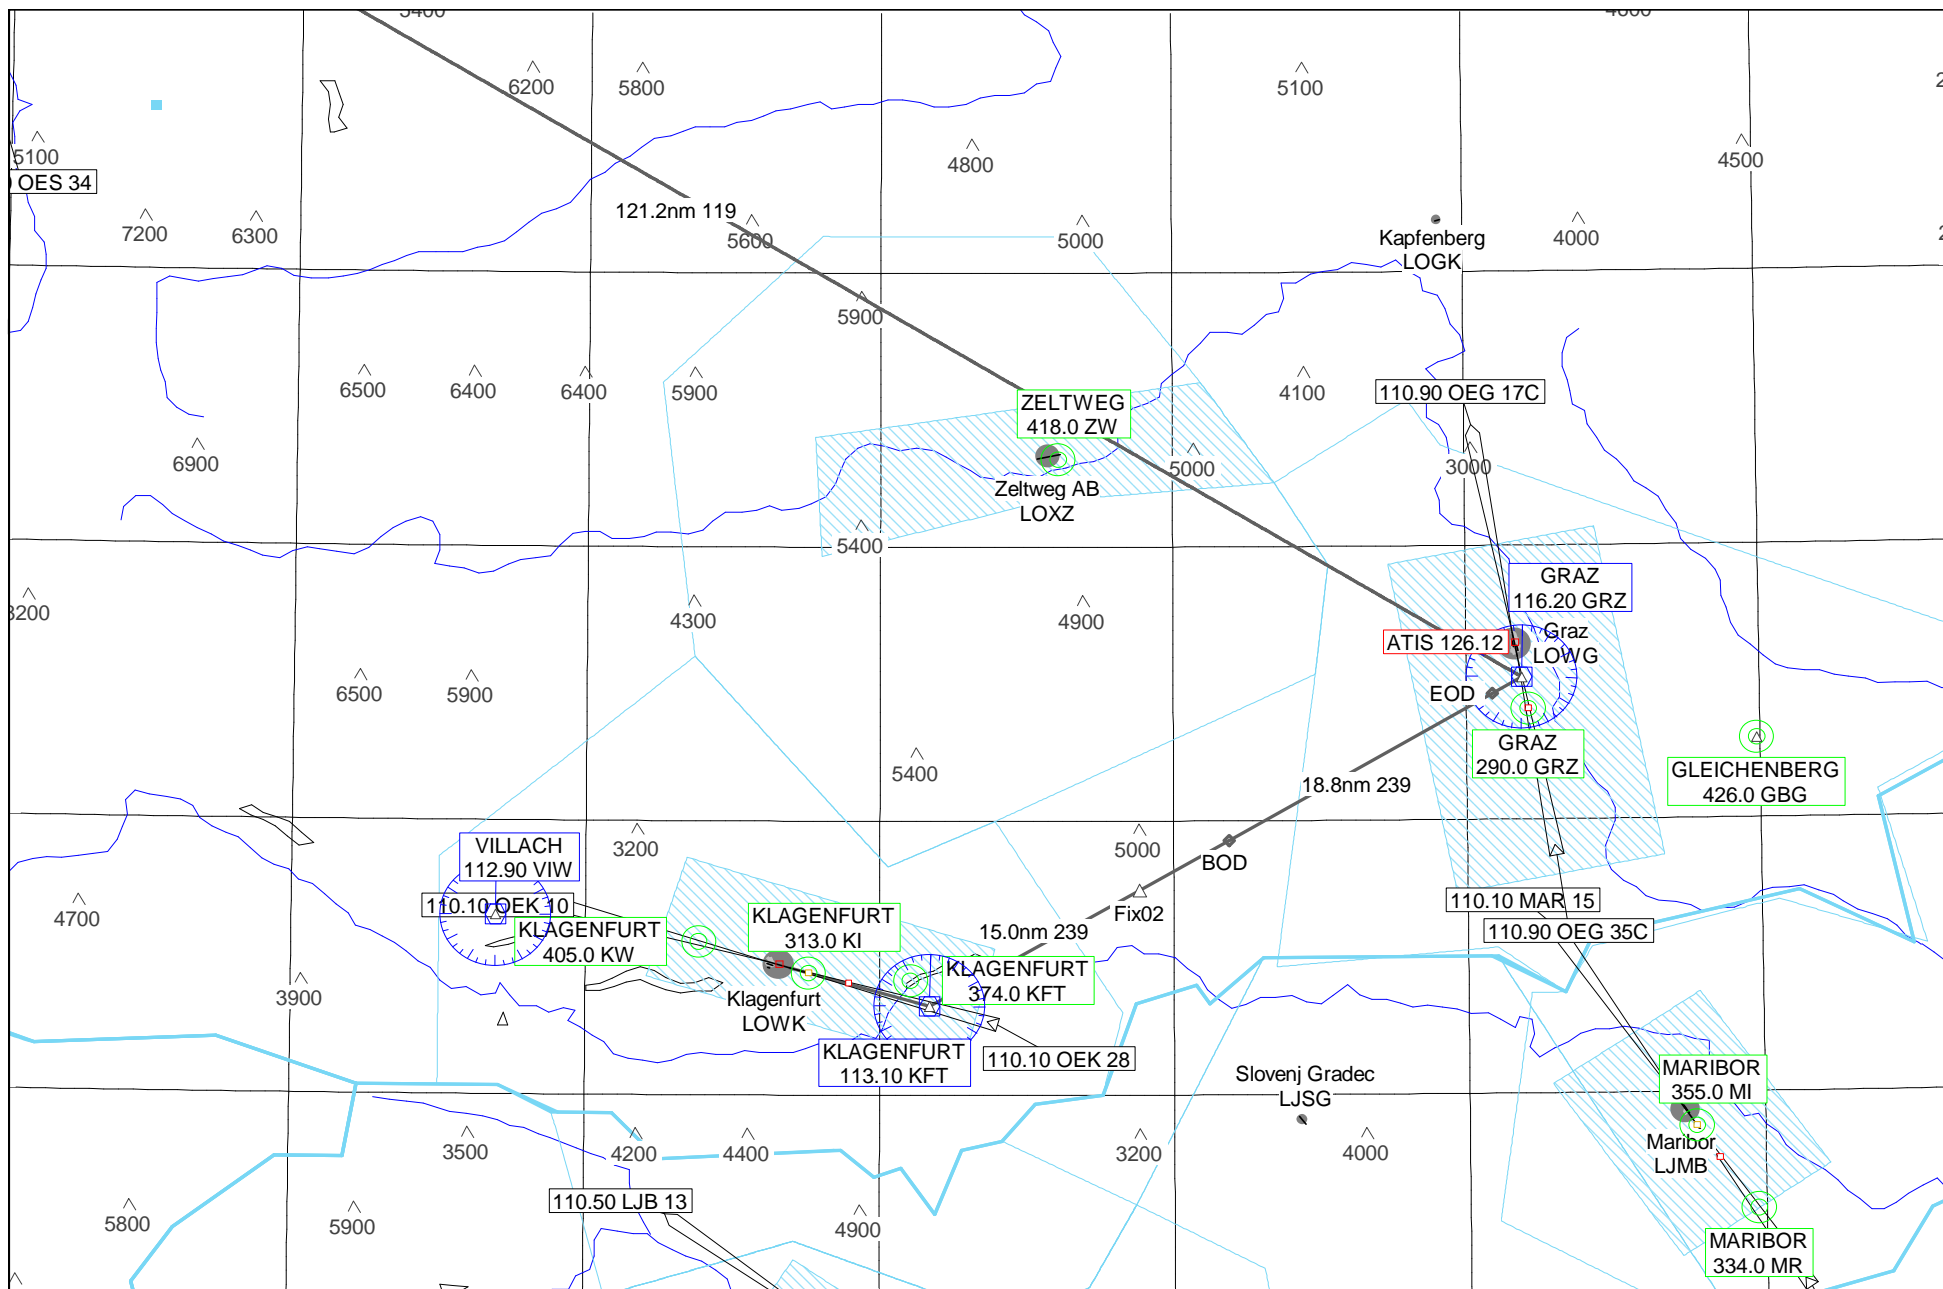 6200
5800
5100
5100
4800
4500
OES 34
121.2nm 119
7200
6300
5600
5000
Kapfenberg
LOGK
4000
5900
6500
6400
6400
5900
4100
110.90 OEG 17C
ZELTWEG
418.0 ZW
6900
5000
3000
Zeltweg AB
LOXZ
5400
GRAZ
116.20 GRZ
4300
4900
ATIS 126.12
Graz
LOWG
6500
5900
EOD
GRAZ
290.0 GRZ
5400
18.8nm 239
GLEICHENBERG
426.0 GBG
VILLACH
112.90 VIW
3200
5000
BOD
4700
110.10 OEK 10
KLAGENFURT
405.0 KW
KLAGENFURT
313.0 KI
Fix02
110.10 MAR 15
15.0nm 239
110.90 OEG 35C
KLAGENFURT
374.0 KFT
3900
Klagenfurt
LOWK
KLAGENFURT
113.10 KFT
110.10 OEK 28
Slovenj Gradec
LJSG
MARIBOR
355.0 MI
3500
4200
4400
3200
4000
Maribor
LJMB
110.50 LJB 13
5800
5900
4900
MARIBOR
334.0 MR